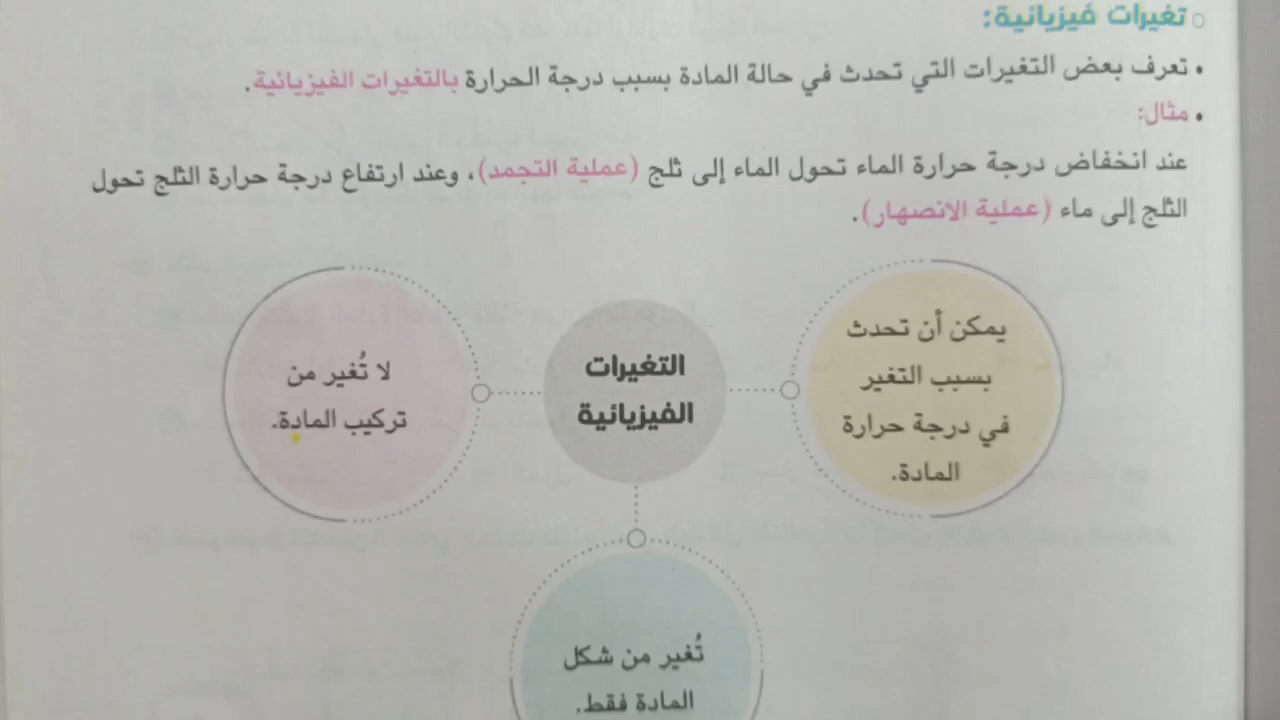 تغيرات فيزيائية:
• تعرف بعض التغيرات التي تحدث في حالة المادة بسبب درجة الحرارة بالتغيرات الفيزيائية.
• مثال:
عند انخفاض درجة حرارة الماء تحول الماء إلى ثلج (عملية التجمد)، وعند ارتفاع درجة حرارة الثلج تحول
الثلج إلى ماء (عملية الانصهار).
يمكن أن تحدث
بسبب التغير
في درجة حرارة
المادة.
التغيرات
الفيزيائية
لا تُغير من
تركيب المادة.
تُغير من شكل
المادة فقط.